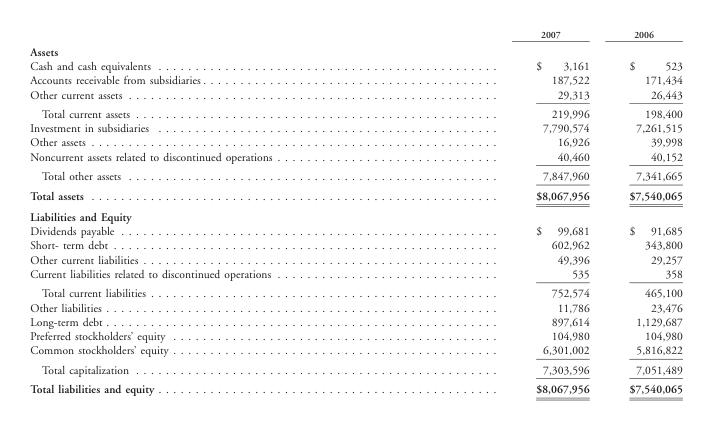 2007 2006
Assets
Cash and cash equivalents $ 3,161 $ 523
Accounts receivable from subsidiaries 187,522 171,434
Other current assets 29,313 26,443
Total current assets 219,996 198,400
Investment in subsidiaries 7,790,574 7,261,515
Other assets 16,926 39,998
Noncurrent assets related to discontinued operations 40,460 40,152
Total other assets 7,847,960 7,341,665
Total assets $8,067,956 $7,540,065
Liabilities and Equity
Dividends payable $ 99,681 $ 91,685
Short- term debt 602,962 343,800
Other current liabilities 49,396 29,257
Current liabilities related to discontinued operations 535 358
Total current liabilities 752,574 465,100
Other liabilities 11,786 23,476
Long-term debt 897,614 1,129,687
Preferred stockholders' equity 104,980 104,980
Common stockholders' equity 6,301,002 5,816,822
Total capitalization 7,303,596 7,051,489
Total liabilities and equity $8,067,956 $7,540,065